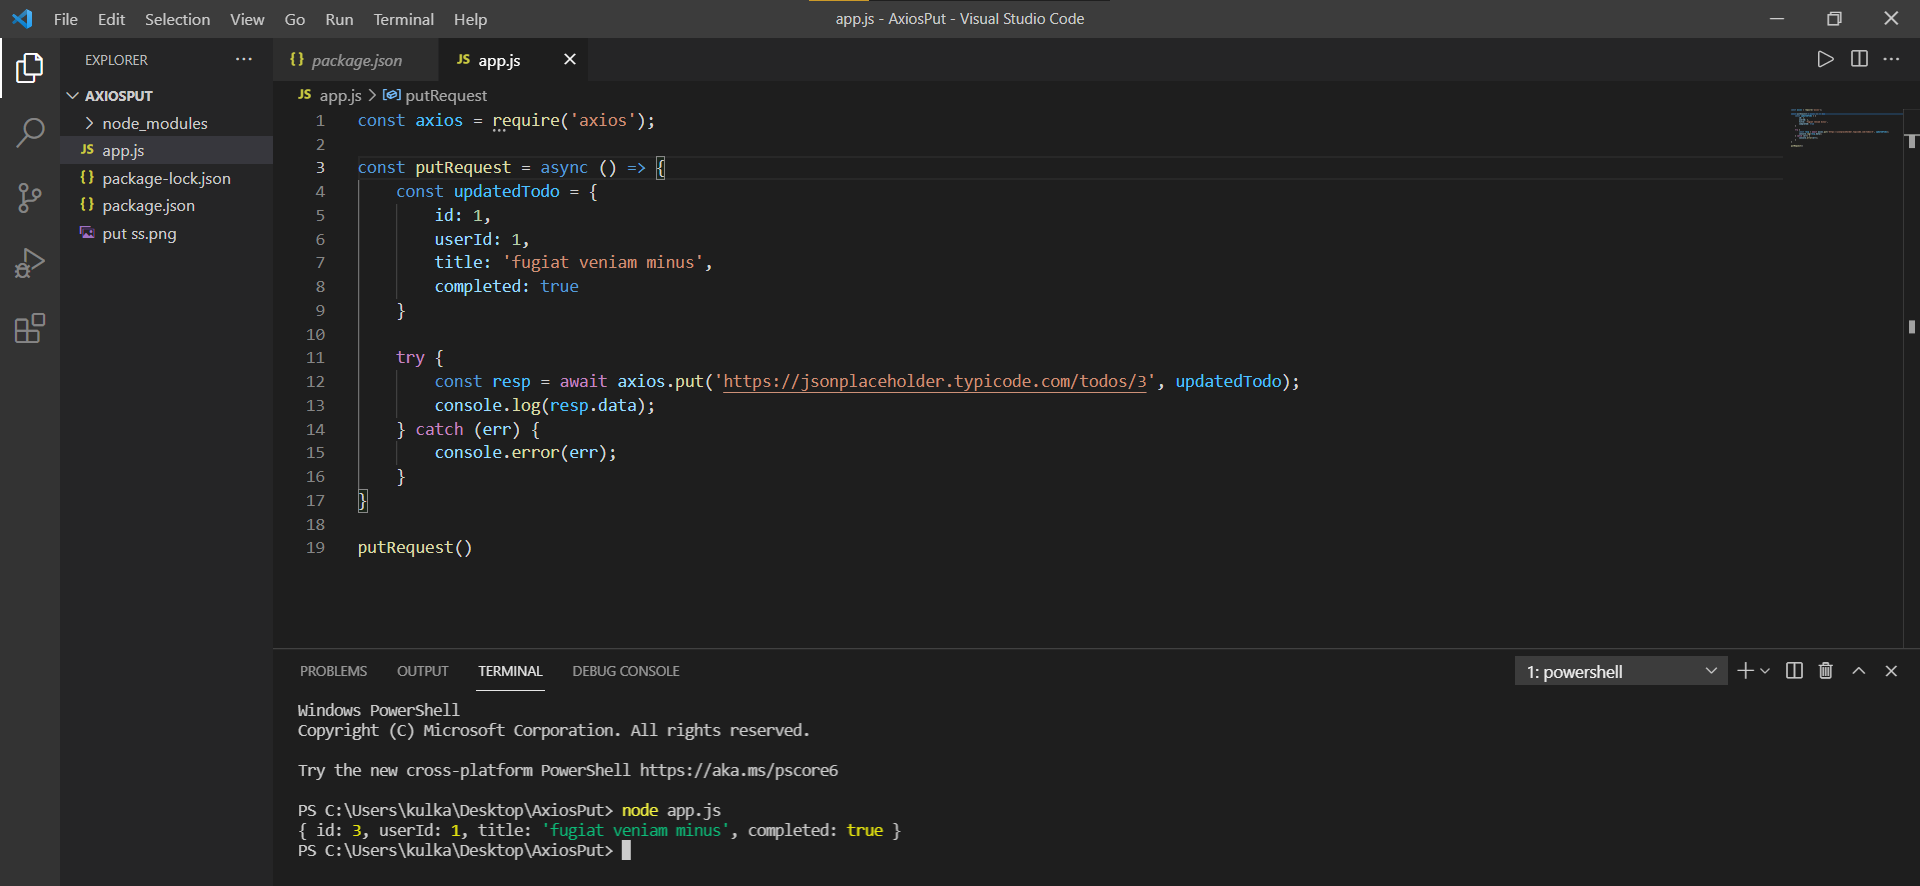 File Edit Selection View Go Run Terminal Help
app.js - AxiosPut - Visual Studio Code
EXPLORER
AXIOSPUT
node_modules
JS app.js
{} package-lock.json
{} package.json
put ss.png
{} package.json
JS app.js
JS app.js > putRequest
1 const axios = require('axios');
2
3 const putRequest = async () => {
4 const updatedTodo = {
5 id: 1,
6 userId: 1,
7 title: 'fugiat veniam minus',
8 completed: true
9 }
10
11 try {
12 const resp = await axios.put('https://jsonplaceholder.typicode.com/todos/3', updatedTodo);
13 console.log(resp.data);
14 } catch (err) {
15 console.error(err);
16 }
17 }
18
19 putRequest()
PROBLEMS OUTPUT TERMINAL DEBUG CONSOLE
1: powershell
Windows PowerShell
Copyright (C) Microsoft Corporation. All rights reserved.
Try the new cross-platform PowerShell https://aka.ms/pscore6
PS C:\Users\kulka\Desktop\AxiosPut> node app.js
{ id: 3, userId: 1, title: 'fugiat veniam minus', completed: true }
PS C:\Users\kulka\Desktop\AxiosPut>